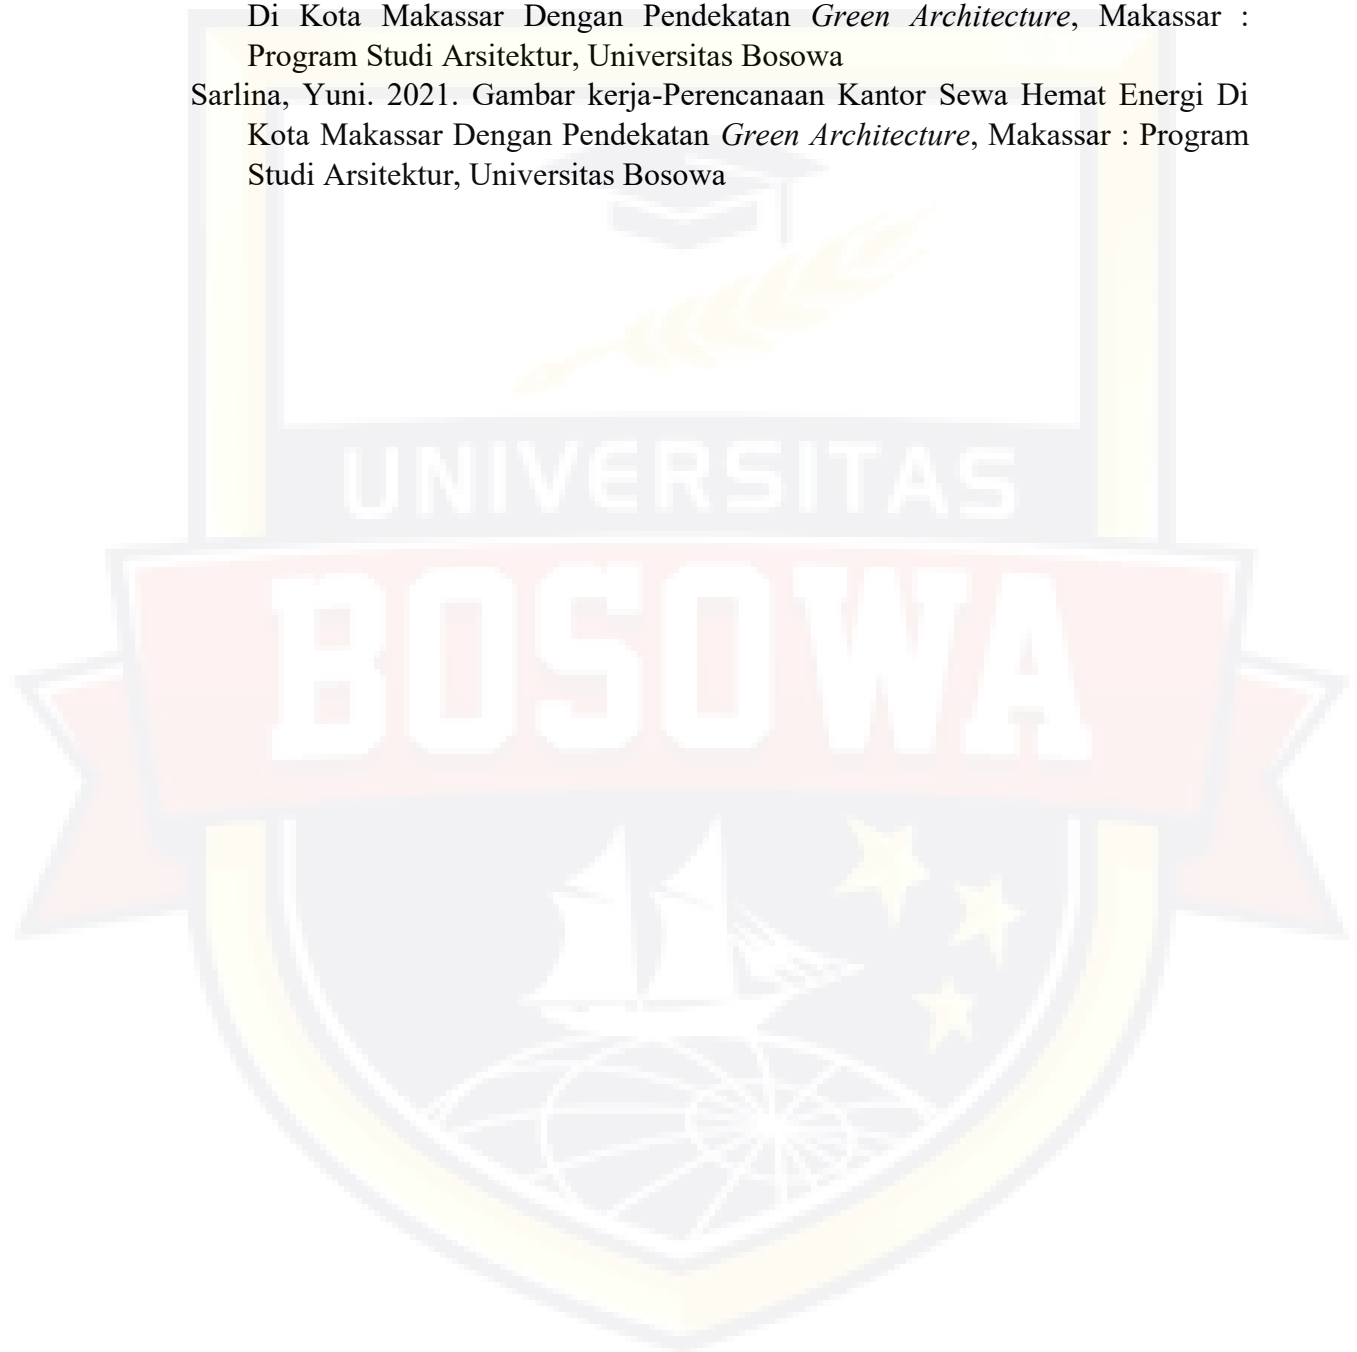 Di Kota Makassar Dengan Pendekatan Green Architecture, Makassar :
Program Studi Arsitektur, Universitas Bosowa
Sarlina, Yuni. 2021. Gambar kerja-Perencanaan Kantor Sewa Hemat Energi Di
Kota Makassar Dengan Pendekatan Green Architecture, Makassar : Program
Studi Arsitektur, Universitas Bosowa
UNIVERSITAS
BOSOWA